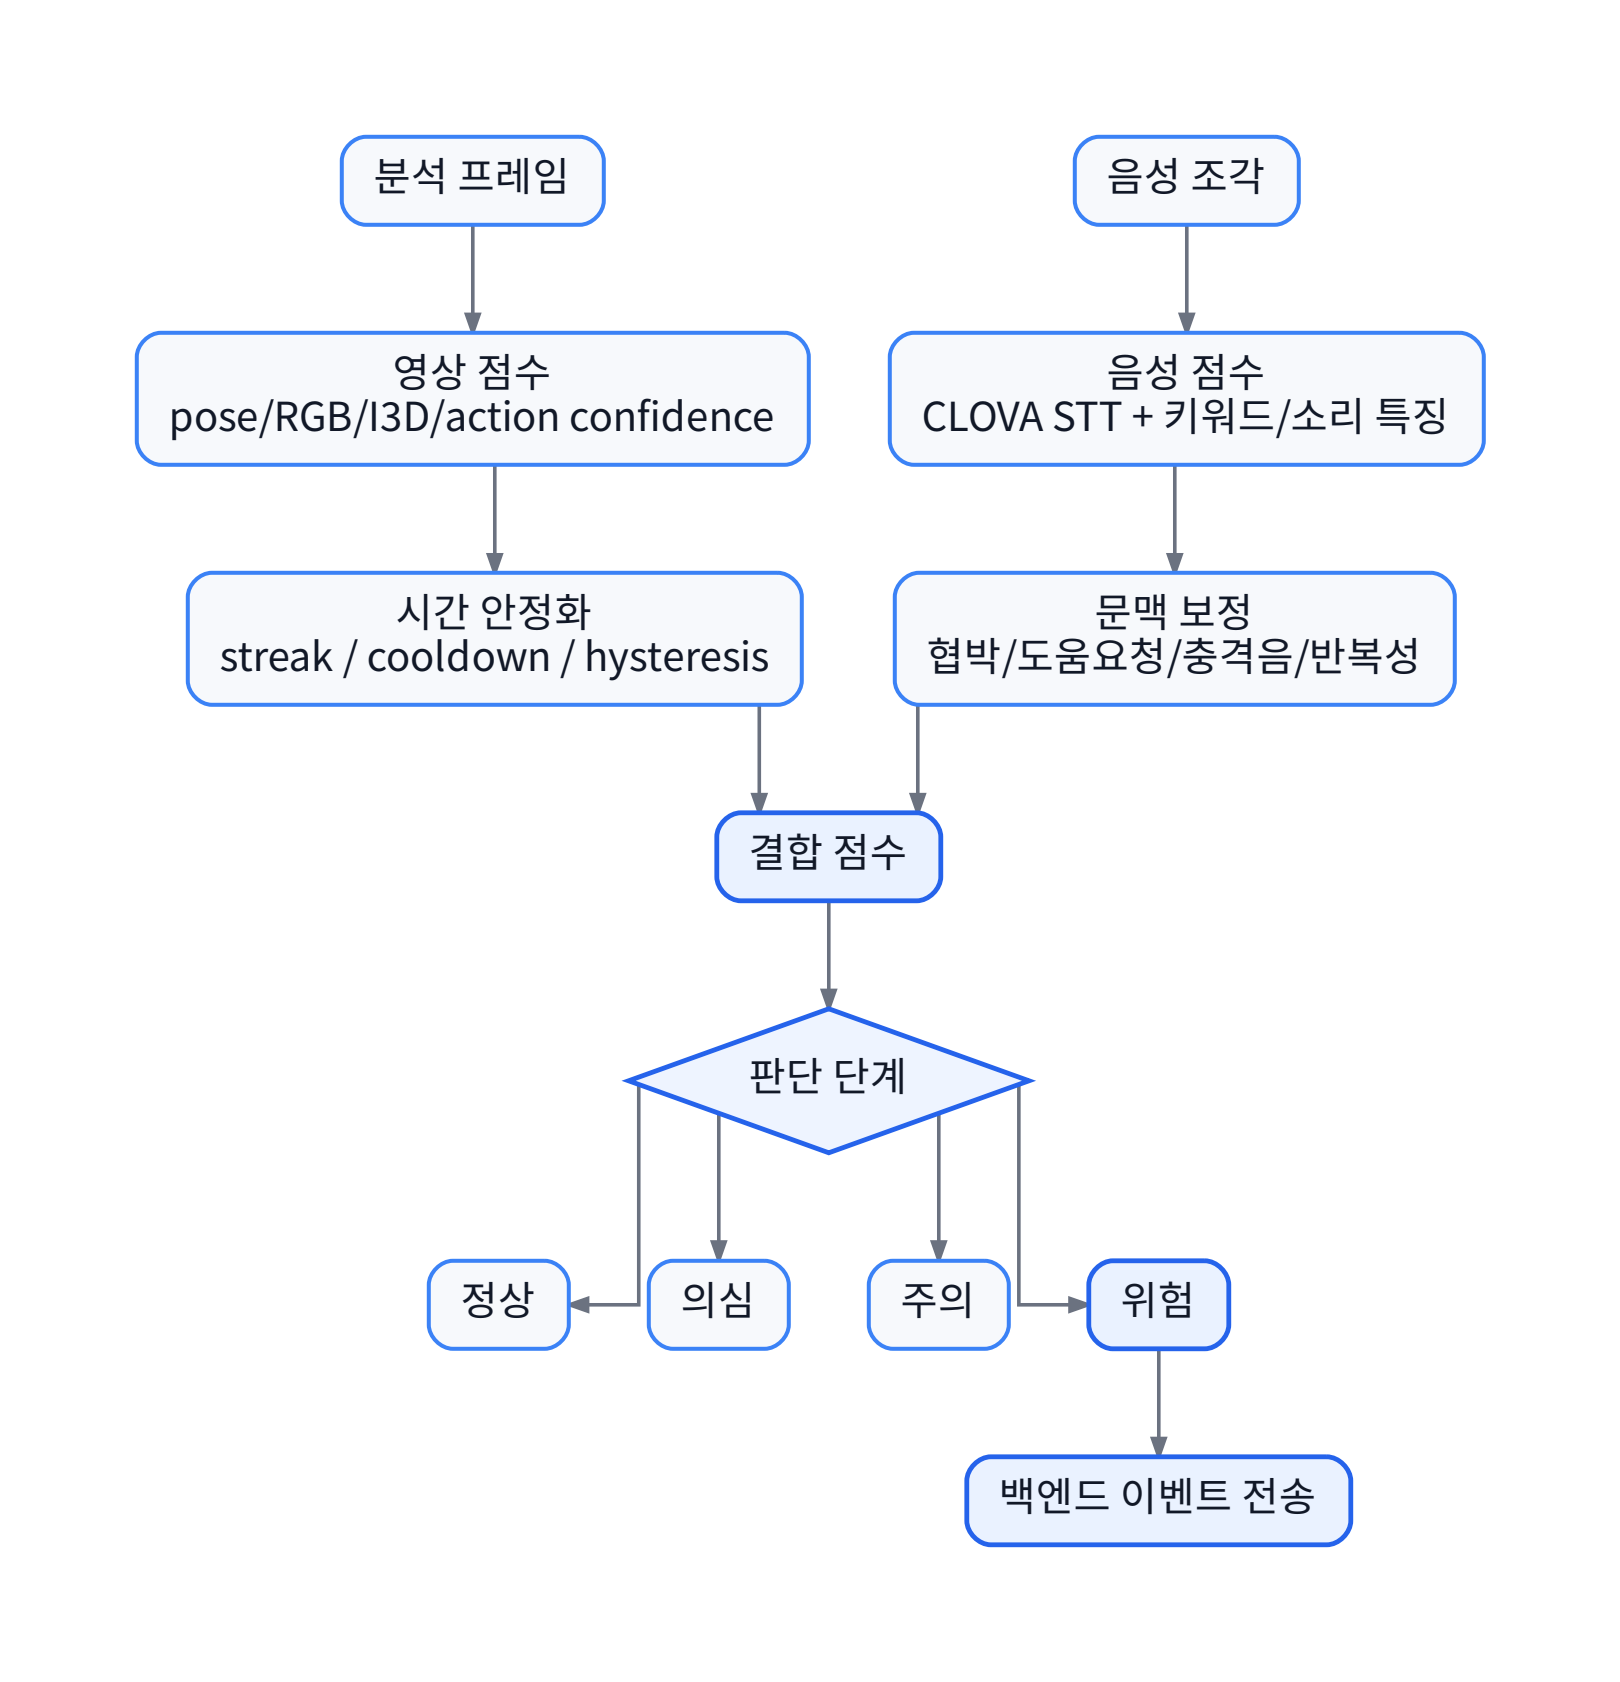 분석 프레임
음성 조각
영상 점수
pose/RGB/I3D/action confidence
음성 점수
CLOVA STT + 키워드/소리 특징
시간 안정화
streak / cooldown / hysteresis
문맥 보정
협박/도움요청/충격음/반복성
결합 점수
판단 단계
정상
의심
주의
위험
백엔드 이벤트 전송